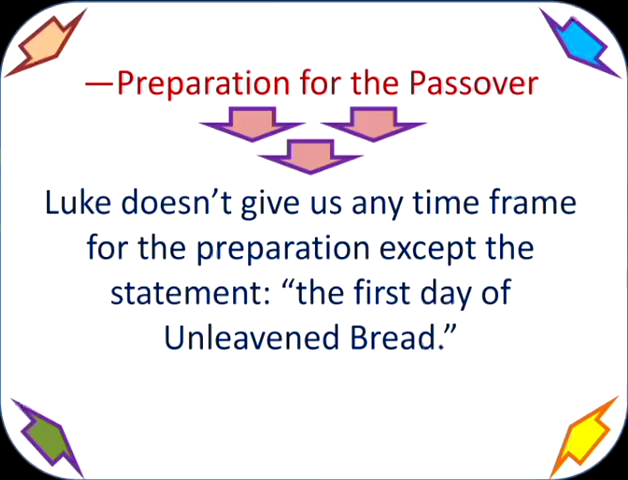 —Preparation for the Passover
Luke doesn’t give us any time frame
for the preparation except the
statement: “the first day of
Unleavened Bread.”